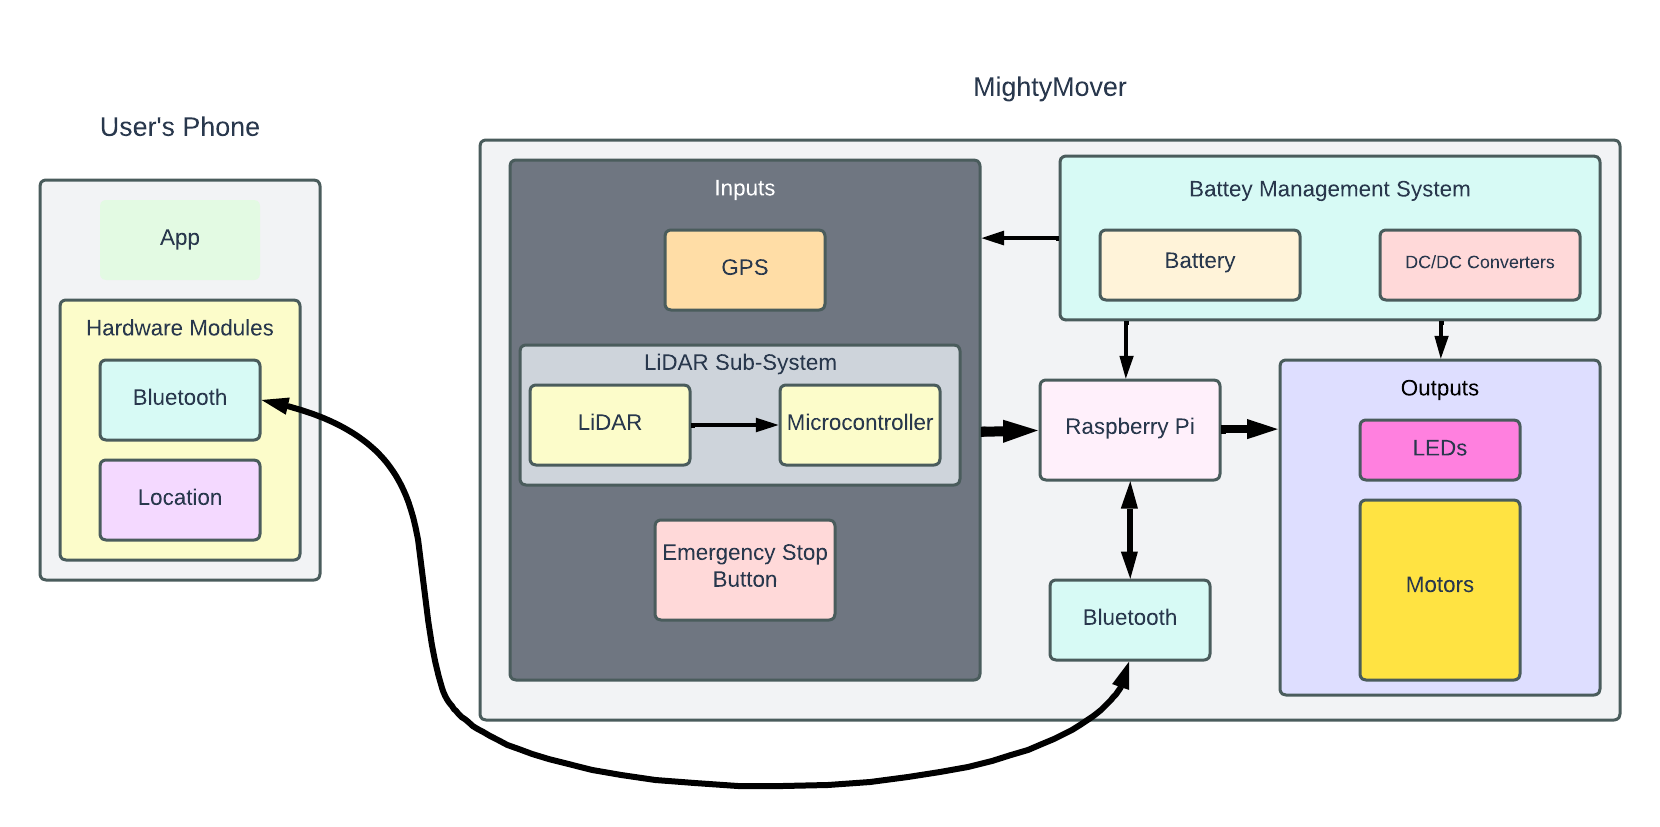 MightyMover
User's Phone
App
Hardware Modules
Bluetooth
Location
Inputs
GPS
LiDAR Sub-System
LiDAR
Microcontroller
Emergency Stop
Button
Battey Management System
Battery
DC/DC Converters
Raspberry Pi
Bluetooth
Outputs
LEDs
Motors